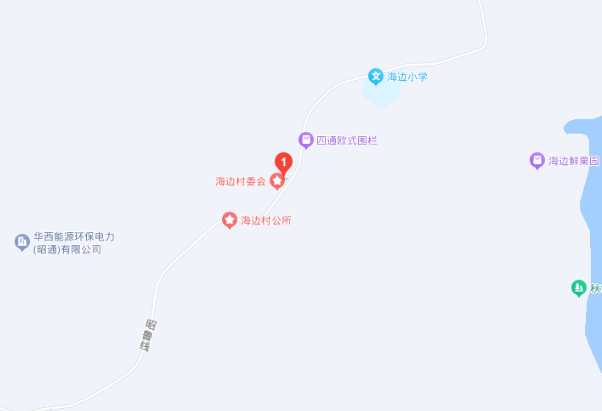 海边小学
四通欧式围栏
海边鲜果园
1
海边村委会
海边村公所
华西能源环保电力
(昭通)有限公司
秋
昭鲁线